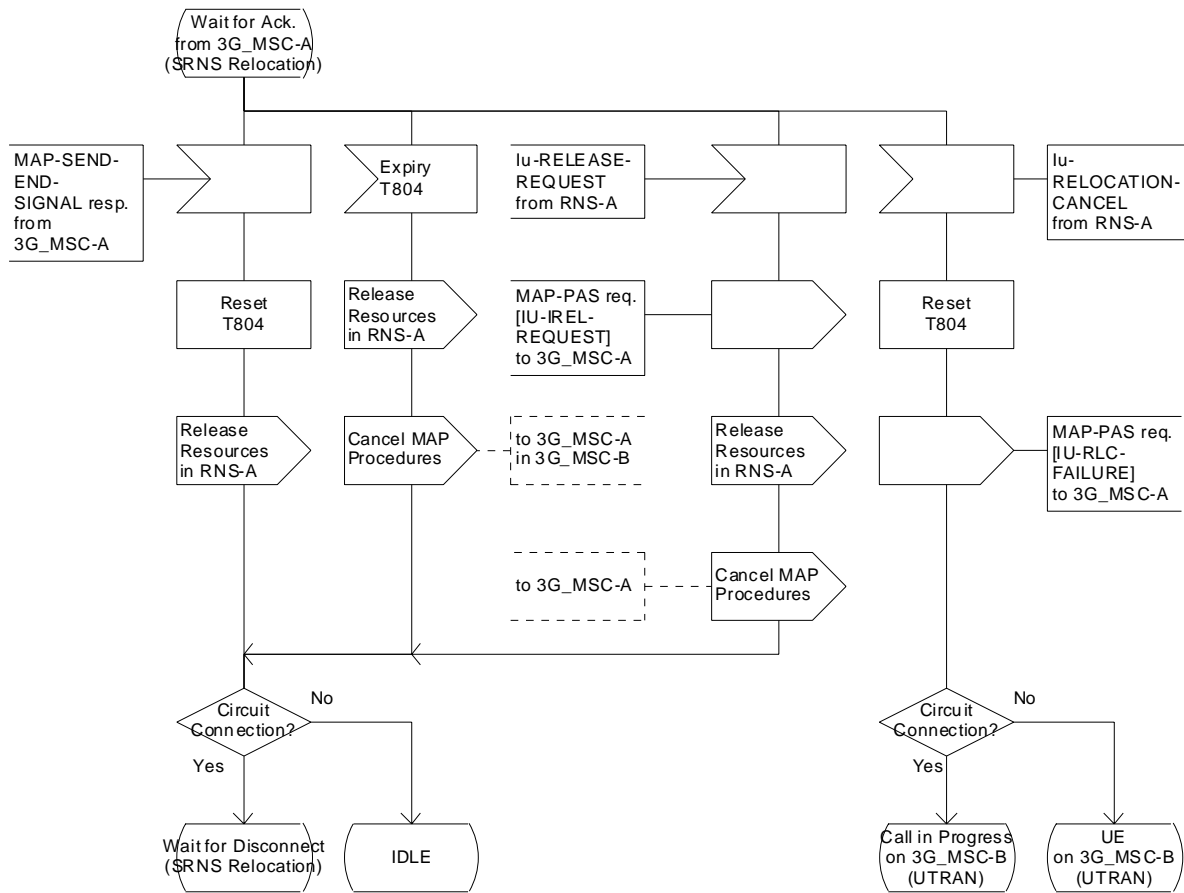 Wait for Ack.
from 3G_MSC-A
(SRNS Relocation)
MAP-SEND-
END-
SIGNAL resp.
from
3G_MSC-A
Expiry
T804
Iu-RELEASE-
REQUEST
from RNS-A
Iu-
RELOCATION-
CANCEL
from RNS-A
Reset
T804
Release
Resources
in RNS-A
MAP-PAS req.
[IU-IREL-
REQUEST]
to 3G_MSC-A
Reset
T804
Release
Resources
in RNS-A
Cancel MAP
Procedures
to 3G_MSC-A
in 3G_MSC-B
Release
Resources
in RNS-A
MAP-PAS req.
[IU-RLC-
FAILURE]
to 3G_MSC-A
to 3G_MSC-A
Cancel MAP
Procedures
Circuit
Connection?
No
Yes
Circuit
Connection?
No
Yes
Wait for Disconnect
(SRNS Relocation)
IDLE
Call in Progress
on 3G_MSC-B
(UTRAN)
UE
on 3G_MSC-B
(UTRAN)